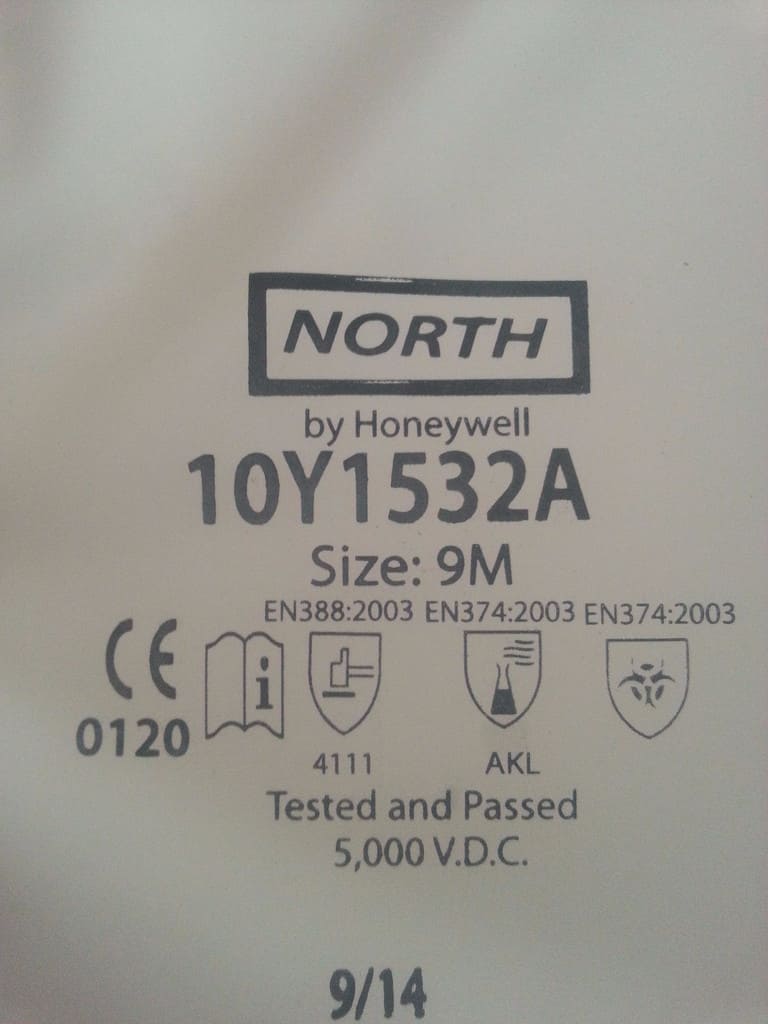 NORTH
by Honeywell
10Y1532A
Size: 9M
EN388:2003 EN374:2003 EN374:2003
CE i
0120
4111 AKL
Tested and Passed
5,000 V.D.C.
9/14